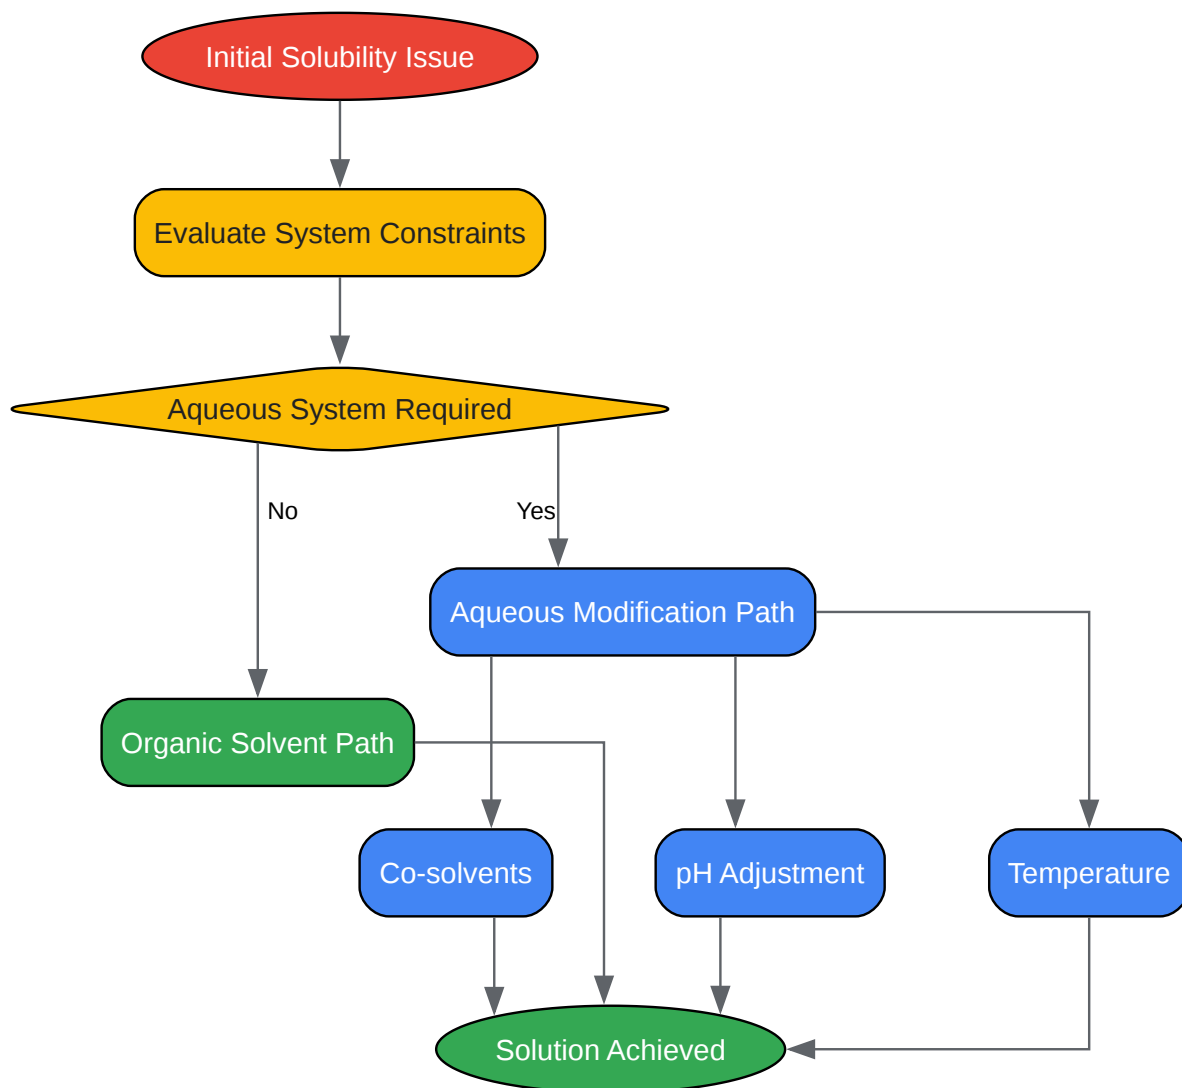 Initial Solubility Issue
Evaluate System Constraints
Aqueous System Required
No
Yes
Aqueous Modification Path
Organic Solvent Path
Co-solvents
pH Adjustment
Temperature
Solution Achieved